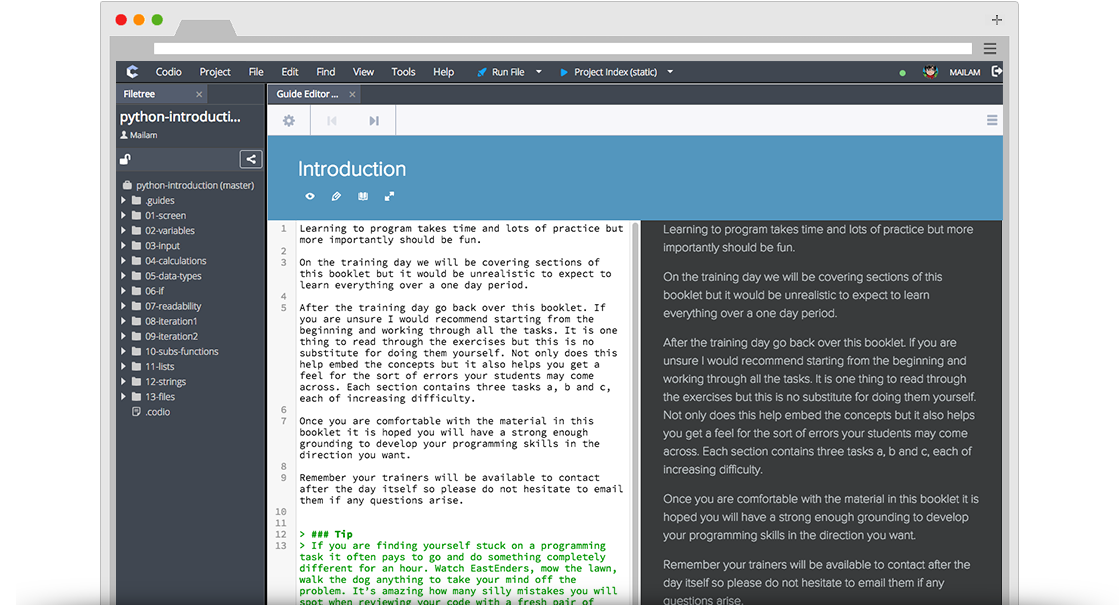 Codio Project File Edit Find View Tools Help Run File Project Index (static) MAILAM
Filetree ×
python-introducti...
Mailam
python-introduction (master)
.guides
01-screen
02-variables
03-input
04-calculations
05-data-types
06-if
07-readability
08-iteration1
09-iteration2
10-subs-functions
11-lists
12-strings
13-files
.codio
Guide Editor ... ×
Introduction
1 Learning to program takes time and lots of practice but
more importantly should be fun.
2
3 On the training day we will be covering sections of
this booklet but it would be unrealistic to expect to
learn everything over a one day period.
4
5 After the training day go back over this booklet. If
you are unsure I would recommend starting from the
beginning and working through all the tasks. It is one
thing to read through the exercises but this is no
substitute for doing them yourself. Not only does this
help embed the concepts but it also helps you get a
feel for the sort of errors your students may come
across. Each section contains three tasks a, b and c,
each of increasing difficulty.
6
7 Once you are comfortable with the material in this
booklet it is hoped you will have a strong enough
grounding to develop your programming skills in the
direction you want.
8
9 Remember your trainers will be available to contact
after the day itself so please do not hesitate to email
them if any questions arise.
10
11
12 > ### Tip
13 > If you are finding yourself stuck on a programming
task it often pays to go and do something completely
different for an hour. Watch EastEnders, mow the lawn,
walk the dog anything to take your mind off the
problem. It's amazing how many silly mistakes you will
spot when reviewing your code with a fresh pair of
Learning to program takes time and lots of practice but more
importantly should be fun.
On the training day we will be covering sections of this
booklet but it would be unrealistic to expect to learn
everything over a one day period.
After the training day go back over this booklet. If you are
unsure I would recommend starting from the beginning and
working through all the tasks. It is one thing to read through
the exercises but this is no substitute for doing them yourself.
Not only does this help embed the concepts but it also helps
you get a feel for the sort of errors your students may come
across. Each section contains three tasks a, b and c, each of
increasing difficulty.
Once you are comfortable with the material in this booklet it is
hoped you will have a strong enough grounding to develop
your programming skills in the direction you want.
Remember your trainers will be available to contact after the
day itself so please do not hesitate to email them if any
questions arise.